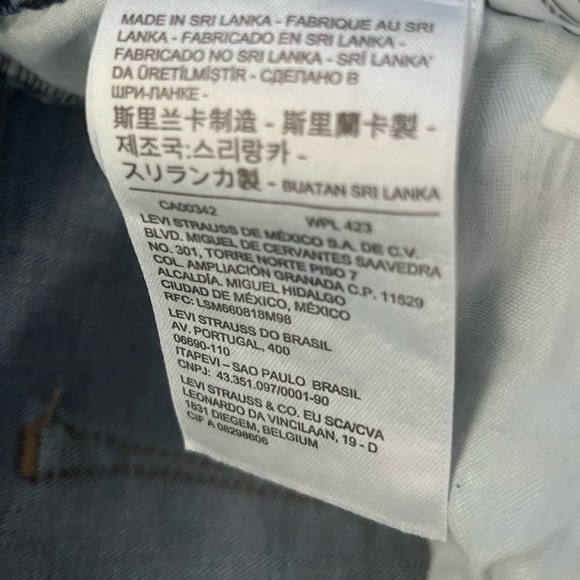 MADE IN SRI LANKA - FABRIQUE AU SRI
LANKA - FABRICADO EN SRI LANKA -
FABRICADO NO SRI LANKA - SRİ LANKA'
DA ÜRETİLMİŞTİR - СДЕЛАНО В
ШРИ-ЛАНКЕ -
斯里兰卡制造 - 斯里蘭卡製 -
제조국:스리랑카 -
スリランカ製 - BUATAN SRI LANKA
CA00342 WPL 423
LEVI STRAUSS DE MÉXICO S.A. DE C.V.
BLVD. MIGUEL DE CERVANTES SAAVEDRA
NO. 301, TORRE NORTE PISO 7
COL. AMPLIACIÓN GRANADA C.P. 11529
ALCALDÍA. MIGUEL HIDALGO
CIUDAD DE MÉXICO, MÉXICO
RFC: LSM660818M98
LEVI STRAUSS DO BRASIL
AV. PORTUGAL, 400
06690-110
ITAPEVI – SAO PAULO BRASIL
CNPJ: 43.351.097/0001-90
LEVI STRAUSS & CO. EU SCA/CVA
LEONARDO DA VINCILAAN, 19 - D
1831 DIEGEM, BELGIUM
CIF A 08298606